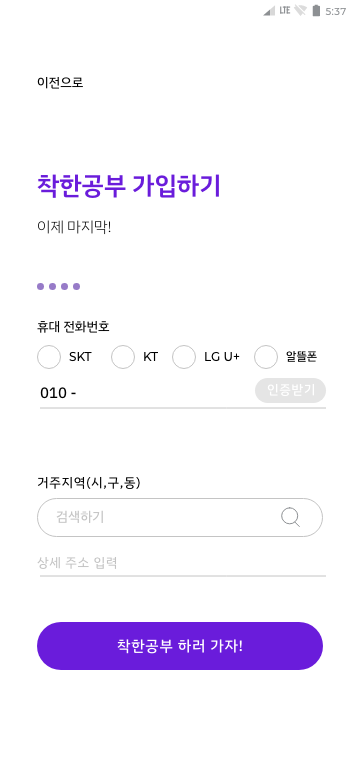 LTE 5:37
이전으로
착한공부 가입하기
이제 마지막!
휴대 전화번호
SKT KT LG U+ 알뜰폰
010 - 인증받기
거주지역(시,구,동)
검색하기
상세 주소 입력
착한공부 하러 가자!